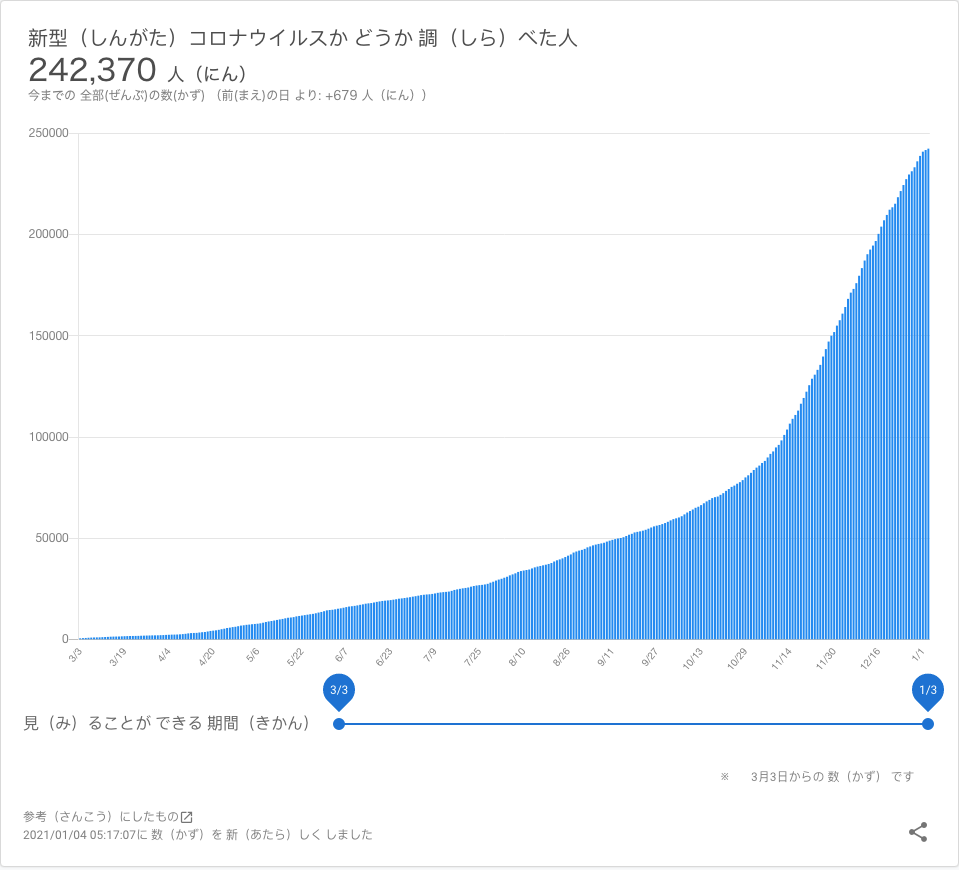 新型（しんがた）コロナウイルスか どうか 調（しら）べた人
242,370 人（にん）
今までの 全部(ぜんぶ)の数(かず) （前(まえ)の日 より: +679 人（にん））
250000
200000
150000
100000
50000
0
3/3 3/19 4/4 4/20 5/6 5/22 6/7 6/23 7/9 7/25 8/10 8/26 9/11 9/27 10/13 10/29 11/14 11/30 12/16 1/1
3/3 1/3
見（み）ることが できる 期間（きかん）
※ 3月3日からの 数（かず） です
参考（さんこう）にしたもの
2021/01/04 05:17:07に 数（かず）を 新（あたら）しく しました